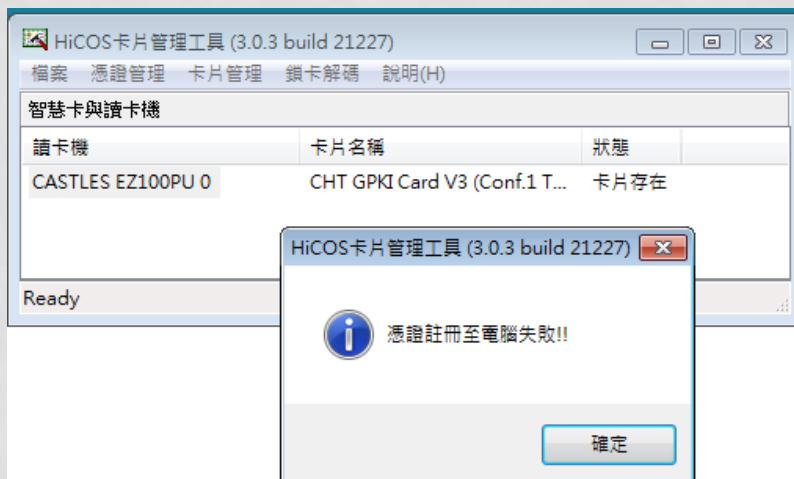 HiCOS卡片管理工具 (3.0.3 build 21227)
檔案 憑證管理 卡片管理 鎖卡解碼 說明(H)
智慧卡與讀卡機
讀卡機 卡片名稱 狀態
CASTLES EZ100PU 0 CHT GPKI Card V3 (Conf.1 T... 卡片存在
HiCOS卡片管理工具 (3.0.3 build 21227)
Ready
憑證註冊至電腦失敗!!
確定